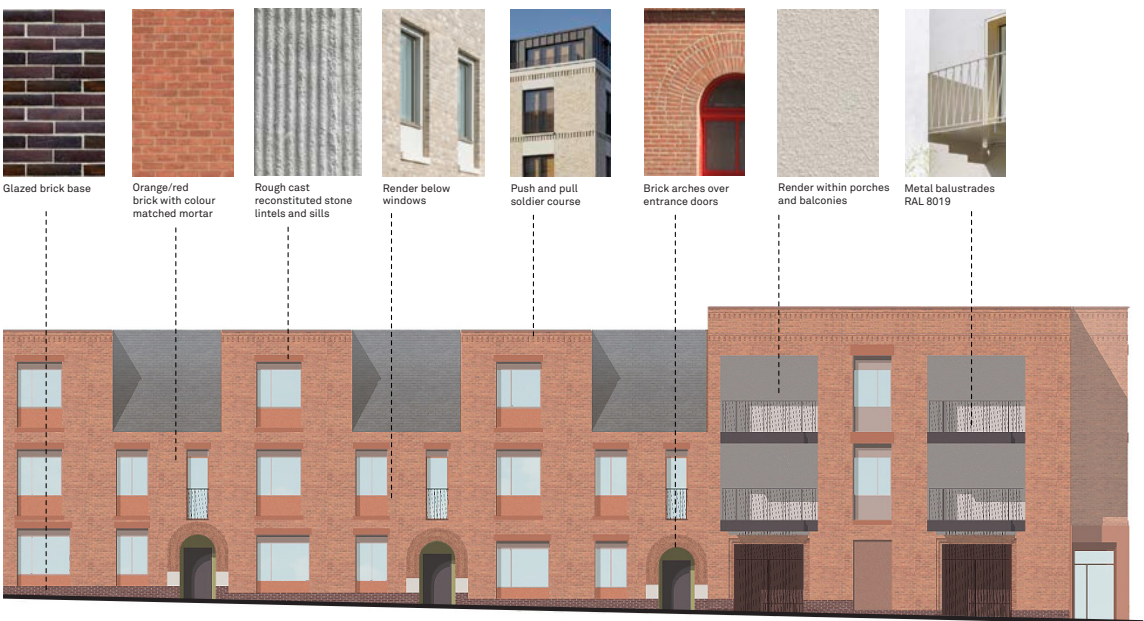 Glazed brick base
Orange/red
brick with colour
matched mortar
Rough cast
reconstituted stone
lintels and sills
Render below
windows
Push and pull
soldier course
Brick arches over
entrance doors
Render within porches
and balconies
Metal balustrades
RAL 8019